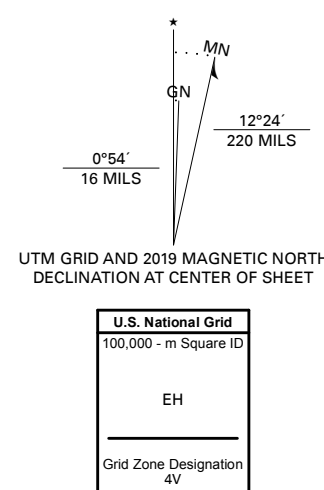 ★
MN
GN
12°24´
220 MILS
0°54´
16 MILS
UTM GRID AND 2019 MAGNETIC NORTH
DECLINATION AT CENTER OF SHEET
U.S. National Grid
100,000 - m Square ID
EH
Grid Zone Designation
4V